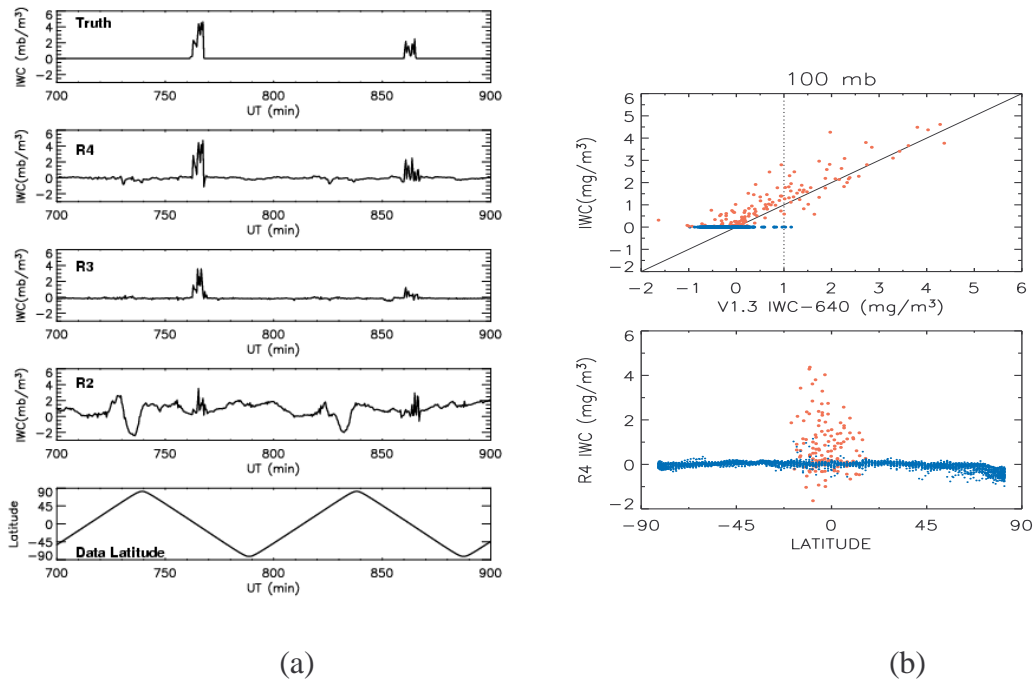 Truth
IWC (mb/m³)
6
4
2
0
−2
700 750 800 850 900
UT (min)
R4
IWC(mb/m³)
6
4
2
0
−2
700 750 800 850 900
UT (min)
R3
IWC(mb/m³)
6
4
2
0
−2
700 750 800 850 900
UT (min)
R2
IWC(mb/m³)
6
4
2
0
−2
700 750 800 850 900
UT (min)
Latitude
90
45
0
−45
−90
Data Latitude
700 750 800 850 900
UT (min)
(a)
100 mb
IWC(mg/m³)
6
5
4
3
2
1
0
−1
−2
−2 −1 0 1 2 3 4 5 6
V1.3 IWC−640 (mg/m³)
R4 IWC (mg/m³)
6
4
2
0
−2
−90 −45 0 45 90
LATITUDE
(b)